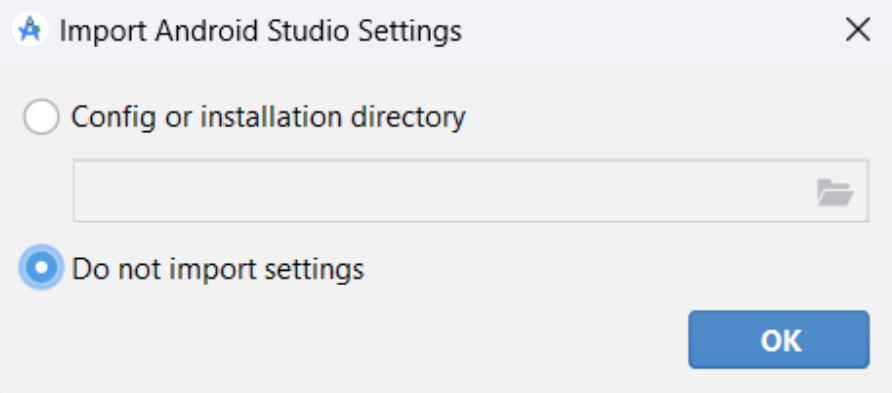 Import Android Studio Settings
Config or installation directory
Do not import settings
OK